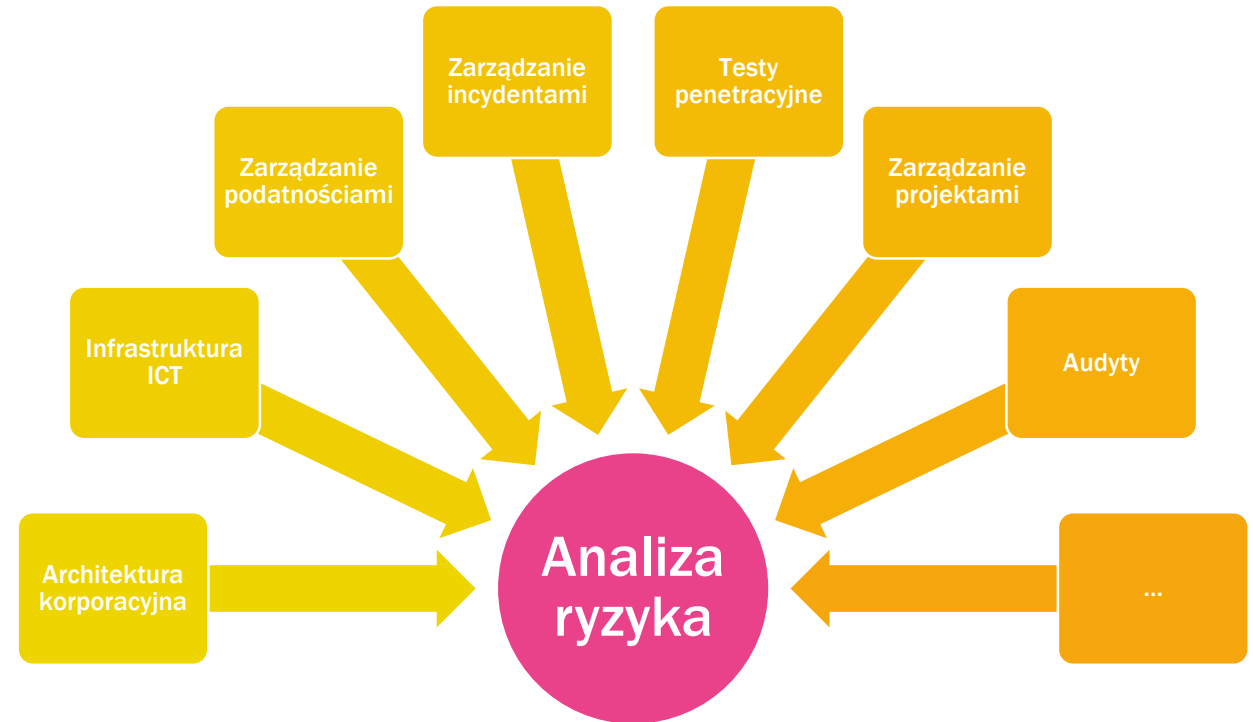 Zarządzanie
incydentami
Testy
penetracyjne
Zarządzanie
podatnościami
Zarządzanie
projektami
Infrastruktura
ICT
Audyty
Architektura
korporacyjna
...
Analiza
ryzyka